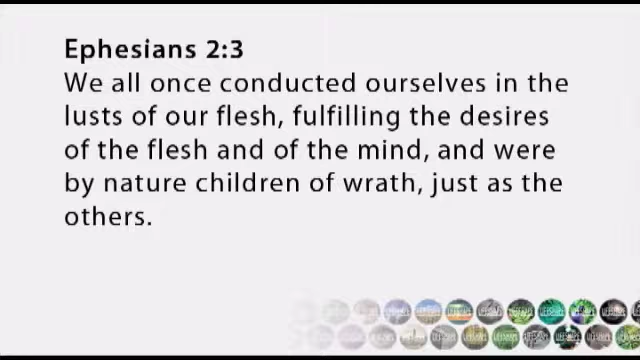 Ephesians 2:3
We all once conducted ourselves in the
lusts of our flesh, fulfilling the desires
of the flesh and of the mind, and were
by nature children of wrath, just as the
others.